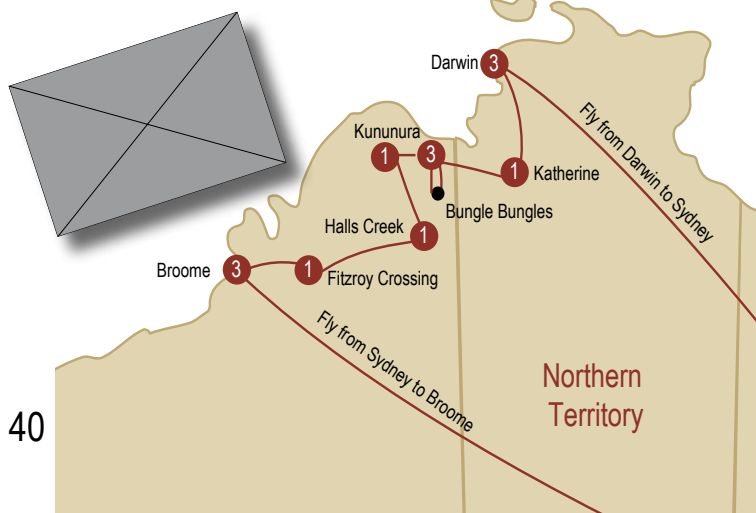 Darwin
3
Fly from Darwin to Sydney
Kununura
1
3
1
Katherine
Bungle Bungles
Halls Creek
1
Broome
3
1
Fitzroy Crossing
Fly from Sydney to Broome
Northern
Territory
40